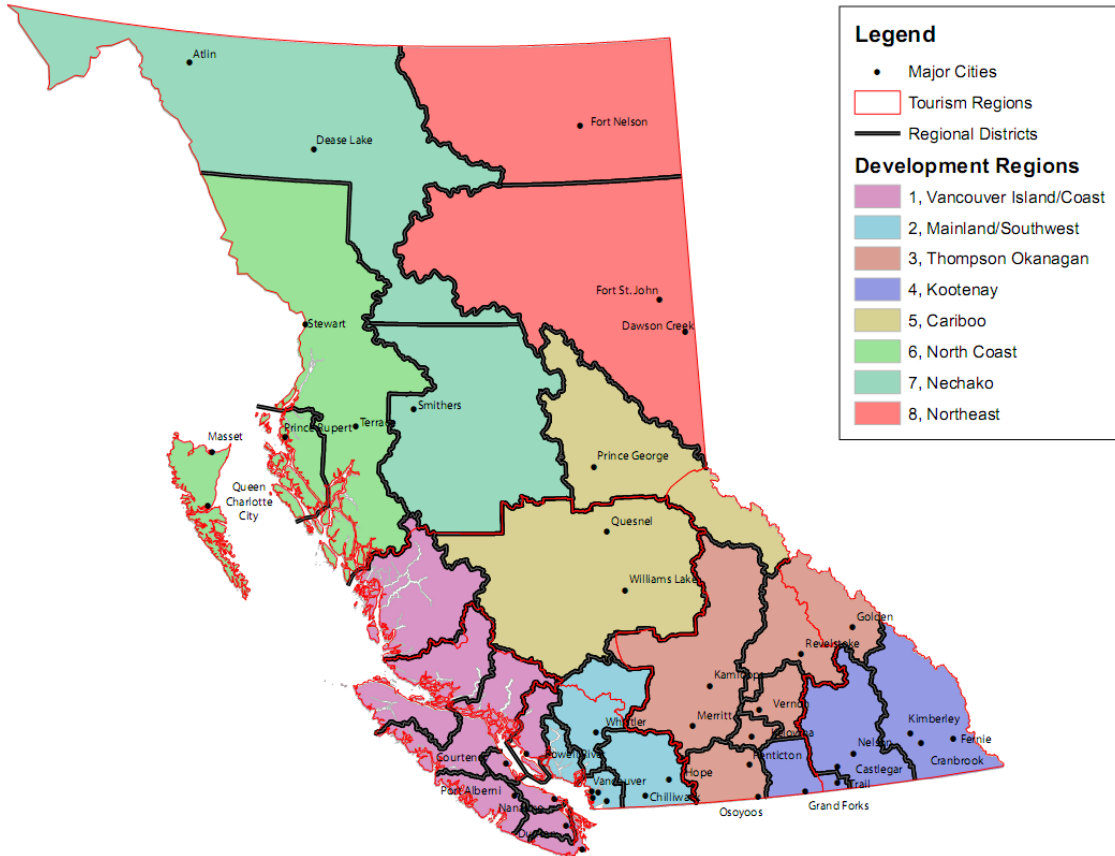 Legend
Major Cities
Tourism Regions
Regional Districts
Development Regions
1, Vancouver Island/Coast
2, Mainland/Southwest
3, Thompson Okanagan
4, Kootenay
5, Cariboo
6, North Coast
7, Nechako
8, Northeast
Atlin
Fort Nelson
Dease Lake
Fort St. John
Stewart
Dawson Creek
Smithers
Terrace
Prince Rupert
Masset
Prince George
Queen
Charlotte
City
Quesnel
Williams Lake
Golden
Revelstoke
Kamloops
Vernon
Merritt
Whistler
Kelowna
Kimberley
Fernie
Nelson
Powell River
Courtenay
Penticton
Cranbrook
Castlegar
Hope
Vancouver
Trail
Port Alberni
Chilliwack
Nanaimo
Grand Forks
Osoyoos
Duncan